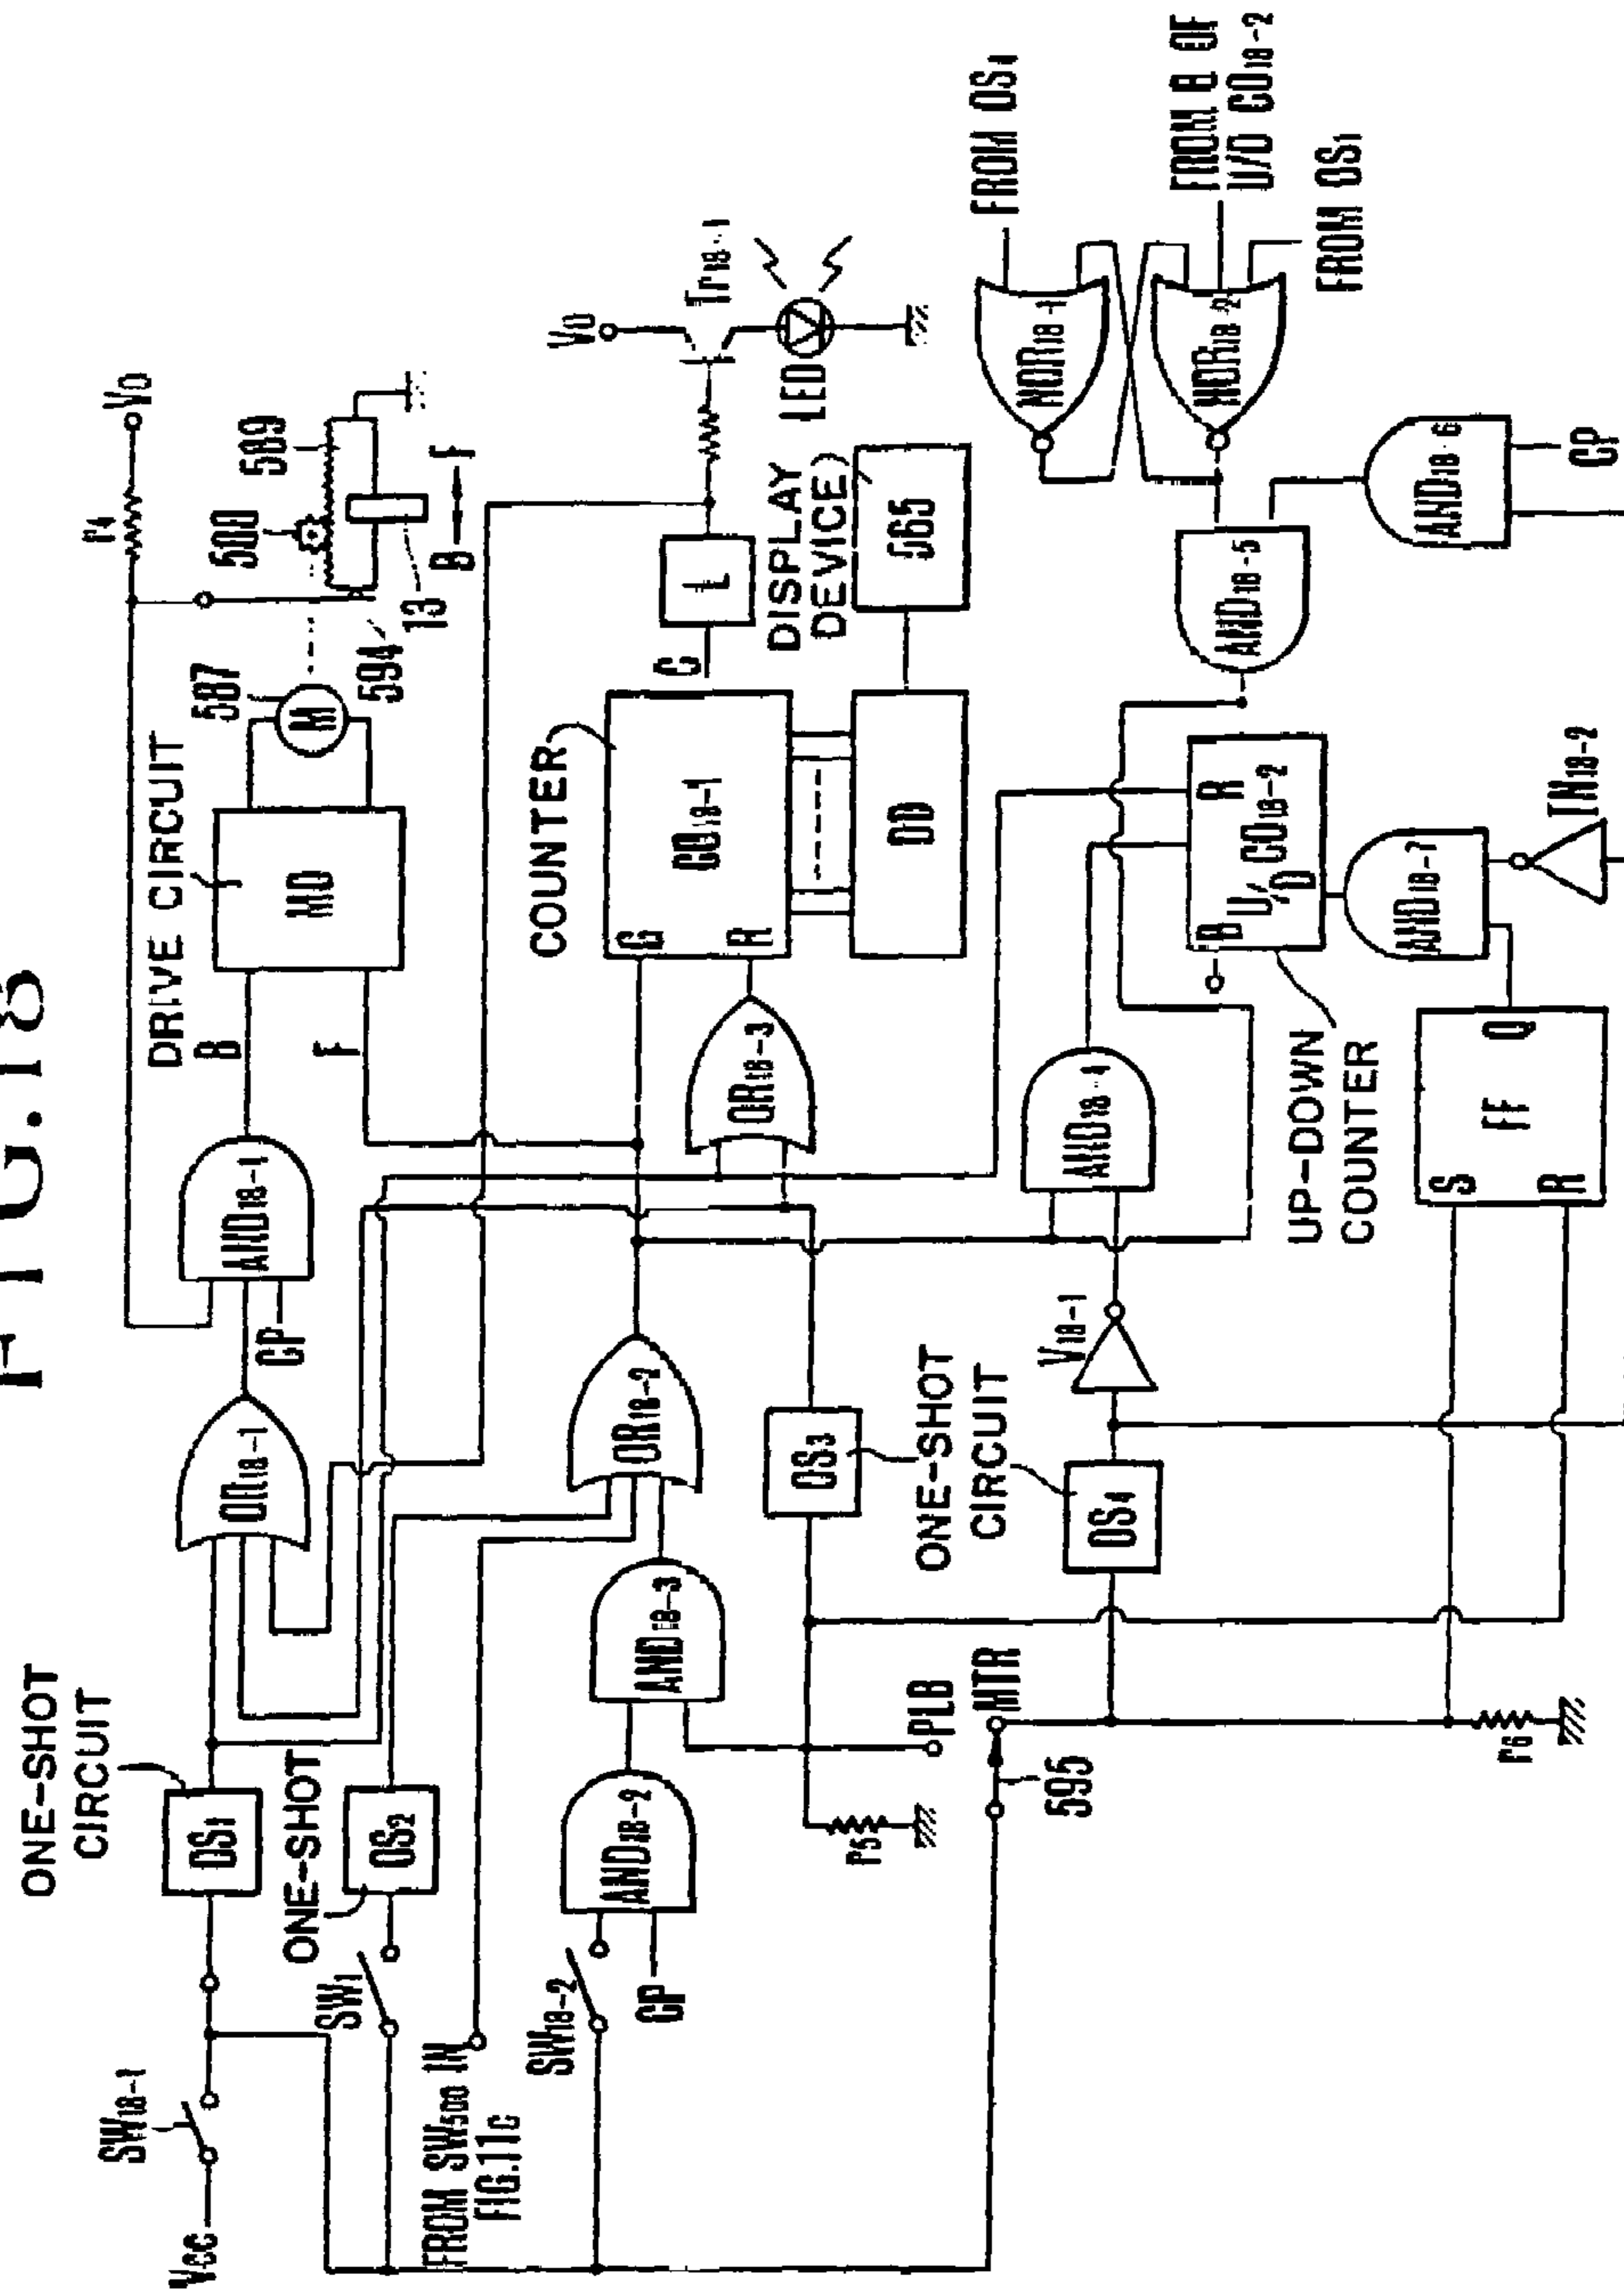 FIG.18
SW18-1
Vcc
ONE-SHOT
CIRCUIT
OS1
OR18-1
CP
AND18-1
B
F
DRIVE CIRCUIT
MD
587
M
594
588
589
13
B F
r4
Vo
SW1
ONE-SHOT
OS2
FROM SW500 IN
FIG.11c
SW18-2
CP
AND18-2
AND18-3
OR18-2
OR18-3
COUNTER
C
R
CO18-1
C
L
DD
DISPLAY
DEVICE
565
Vo
Tr18-1
LED
r5
PLB
MTR
595
OS3
ONE-SHOT
CIRCUIT
OS4
V18-1
AND18-4
UP-DOWN
COUNTER
B
U/D
R
CO18-2
AND18-5
NOR18-1
NOR18-2
FROM OS1
FROM B OF
U/D CO18-2
FROM OS1
r6
S
R
FF
Q
AND18-7
IN18-2
AND18-6
CP